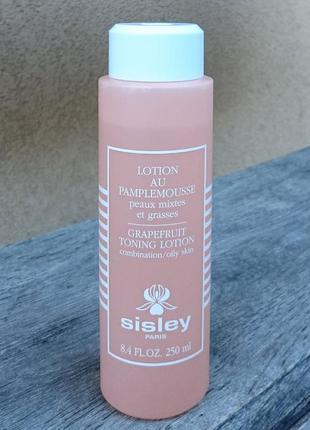 LOTION
AU
PAMPLEMOUSSE
peaux mixtes
et grasses
GRAPEFRUIT
TONING LOTION
combination/oily skin
sisley
PARIS
8.4 FL.OZ. 250 ml